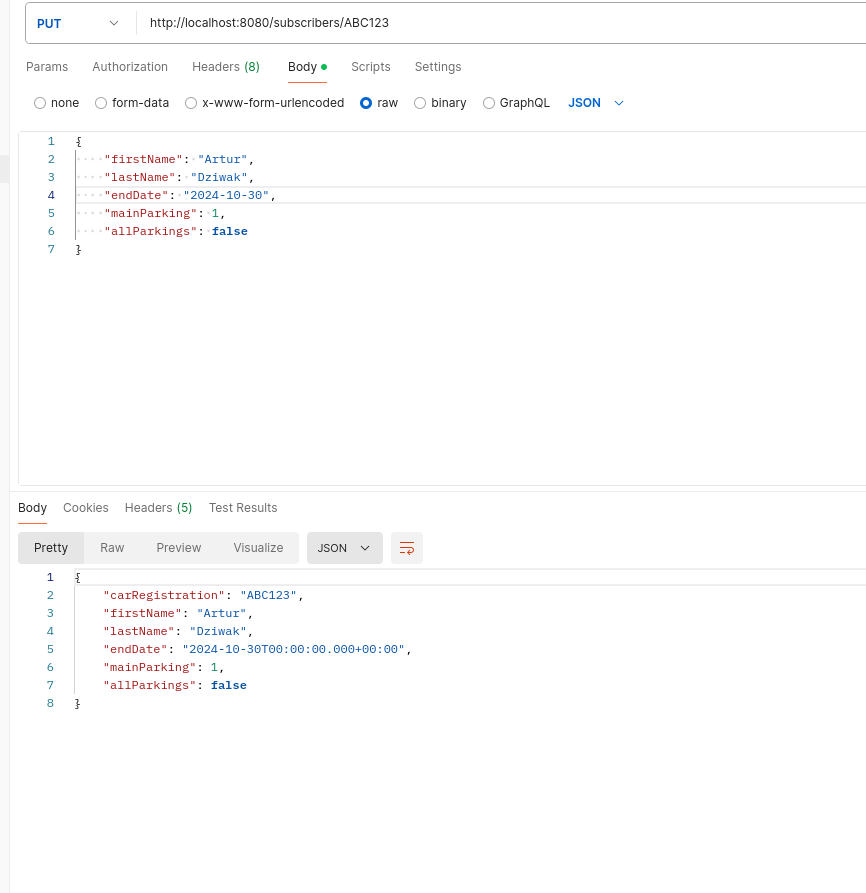 PUT http://localhost:8080/subscribers/ABC123
Params Authorization Headers (8) Body Scripts Settings
none form-data x-www-form-urlencoded raw binary GraphQL JSON
1 {
2 ····"firstName":·"Artur",
3 ····"lastName":·"Dziwak",
4 ····"endDate":·"2024-10-30",
5 ····"mainParking":·1,
6 ····"allParkings":·false
7 }
Body Cookies Headers (5) Test Results
Pretty Raw Preview Visualize JSON
1 {
2     "carRegistration": "ABC123",
3     "firstName": "Artur",
4     "lastName": "Dziwak",
5     "endDate": "2024-10-30T00:00:00.000+00:00",
6     "mainParking": 1,
7     "allParkings": false
8 }